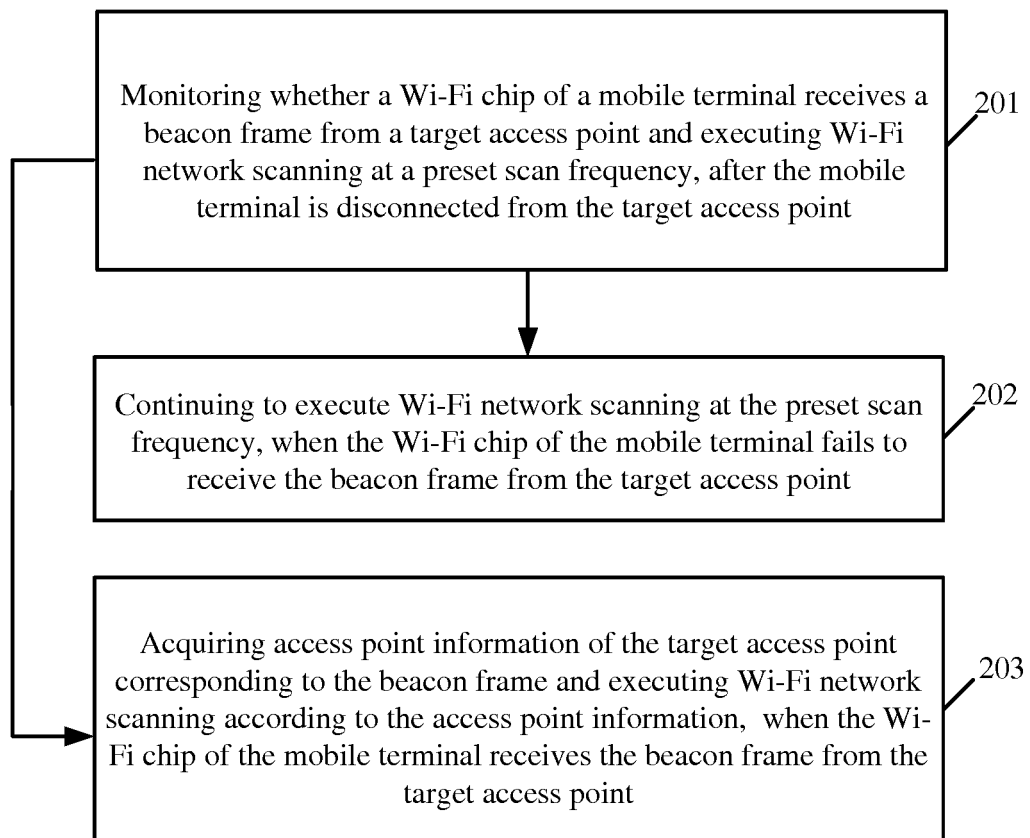 Monitoring whether a Wi-Fi chip of a mobile terminal receives a
beacon frame from a target access point and executing Wi-Fi
network scanning at a preset scan frequency, after the mobile
terminal is disconnected from the target access point
201
Continuing to execute Wi-Fi network scanning at the preset scan
frequency, when the Wi-Fi chip of the mobile terminal fails to
receive the beacon frame from the target access point
202
Acquiring access point information of the target access point
corresponding to the beacon frame and executing Wi-Fi network
scanning according to the access point information, when the Wi-
Fi chip of the mobile terminal receives the beacon frame from the
target access point
203